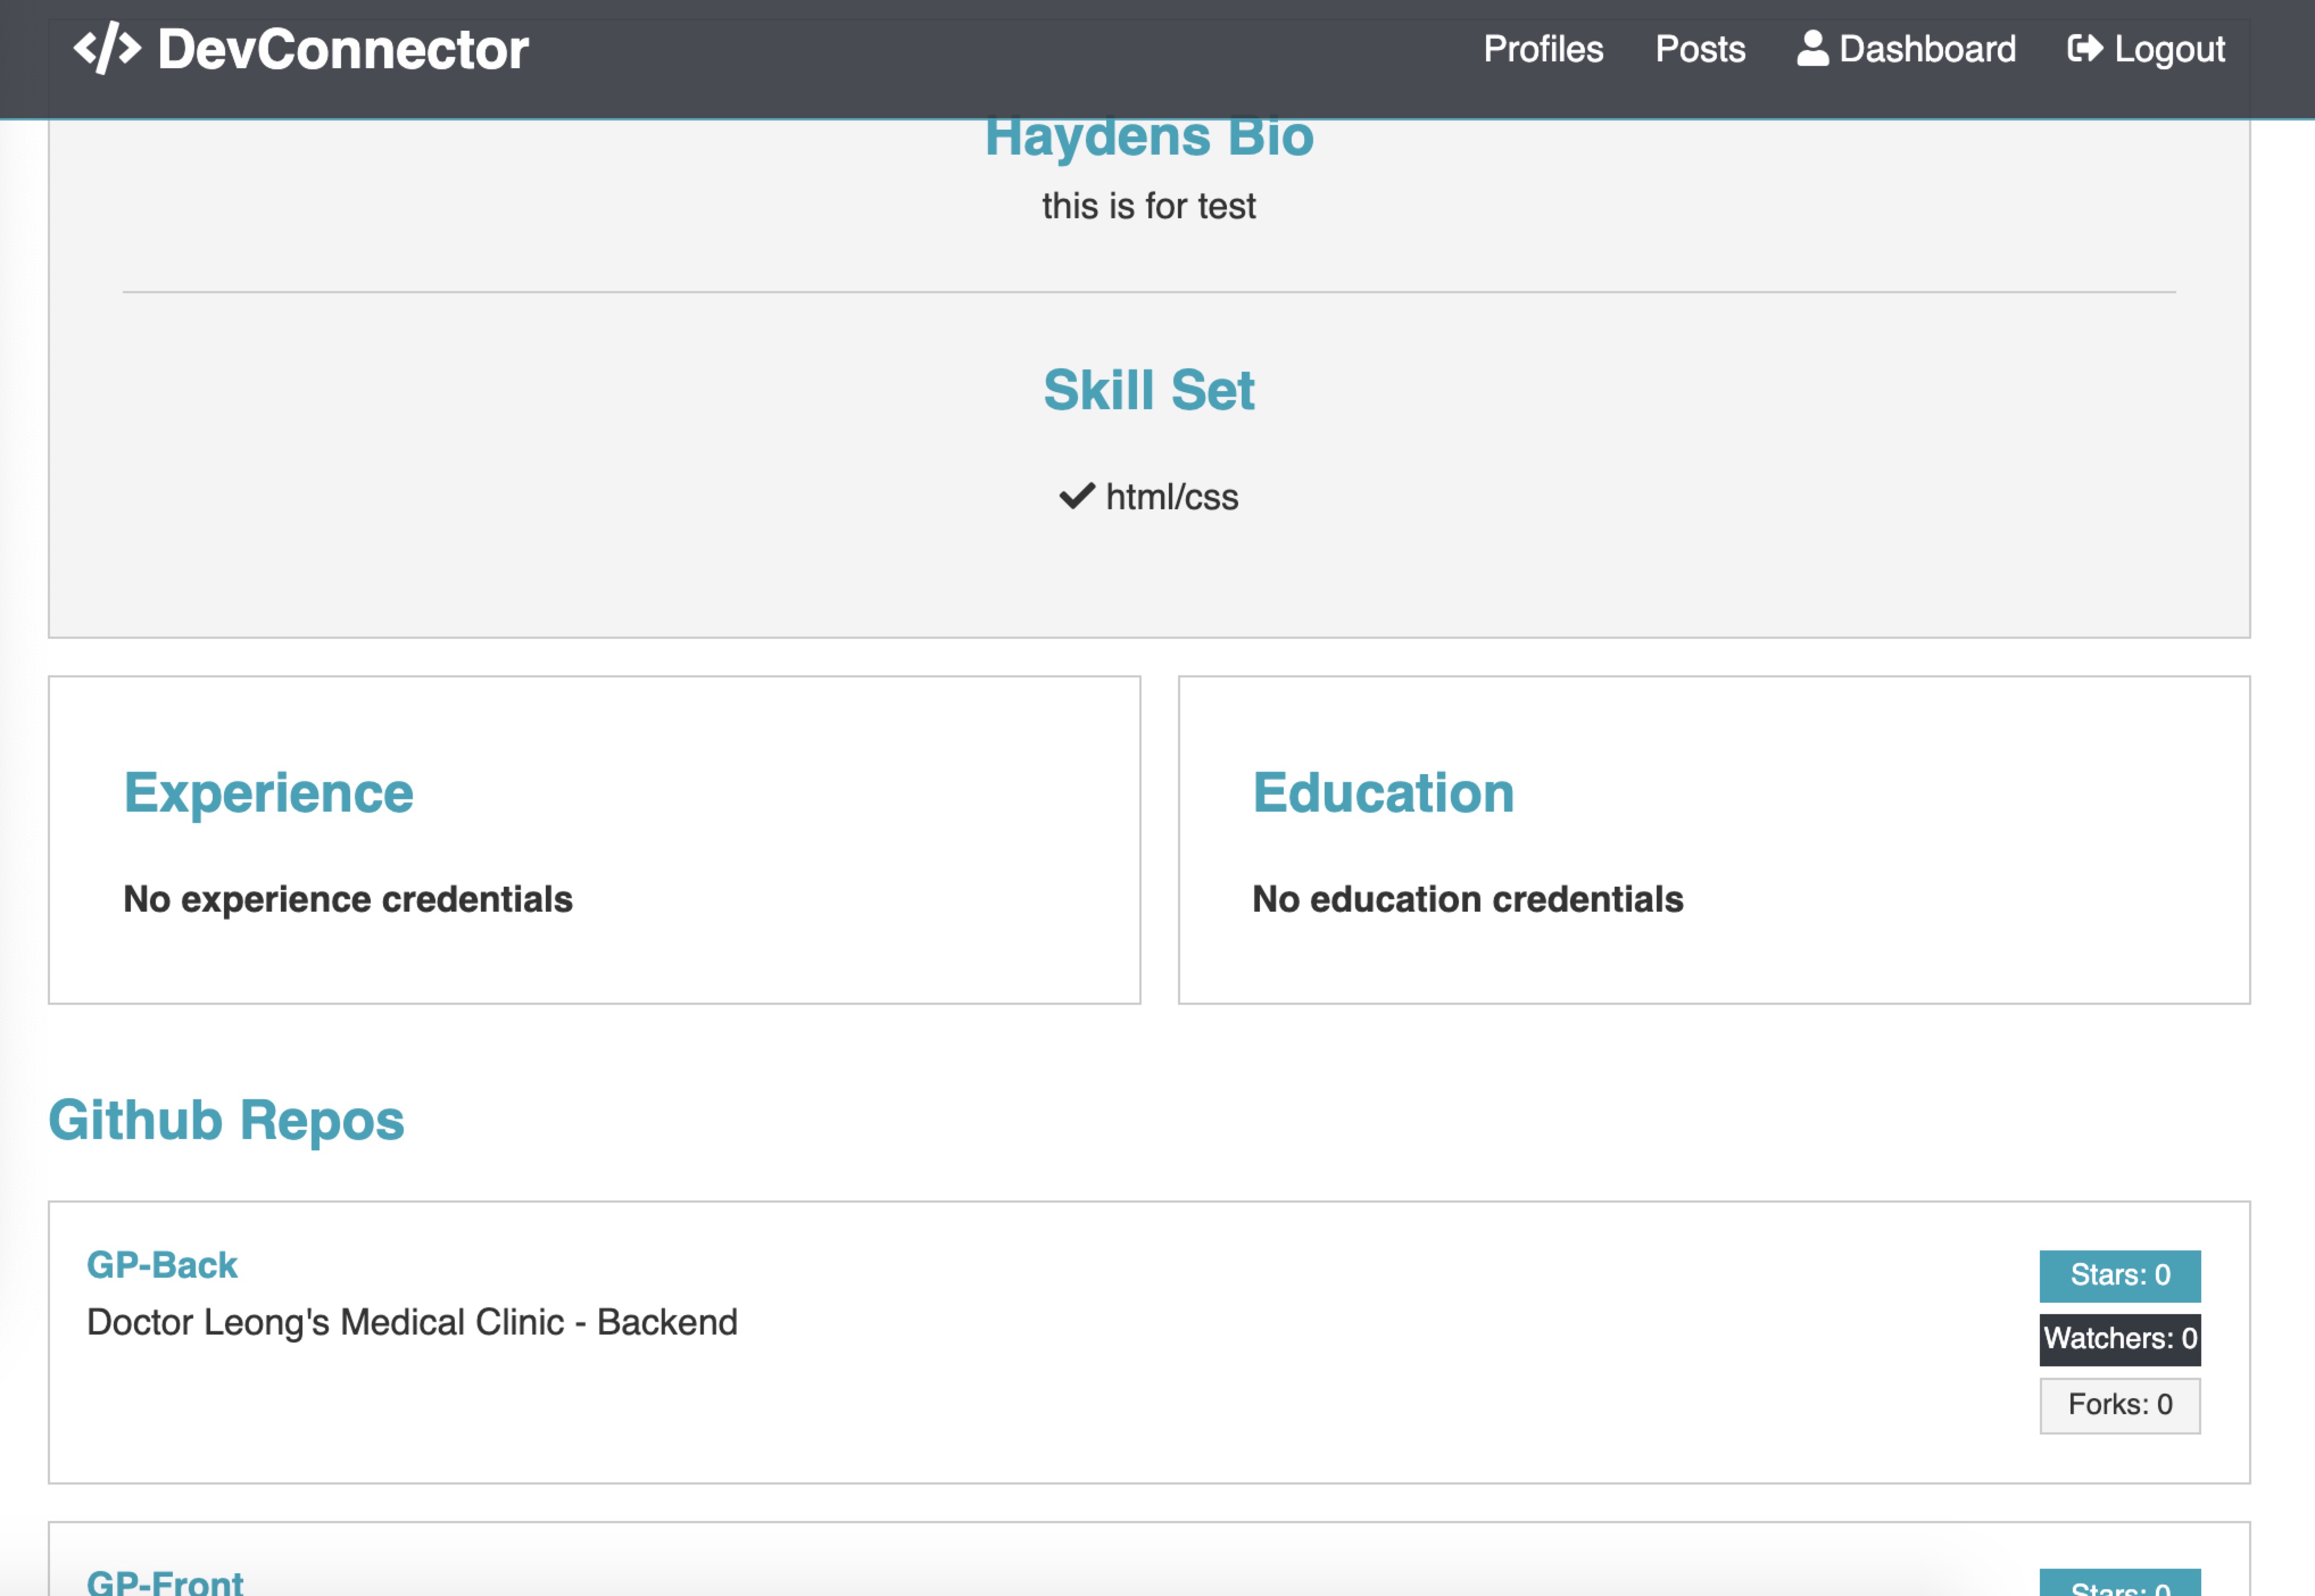 </> DevConnector
Profiles Posts Dashboard Logout
Haydens Bio
this is for test
Skill Set
html/css
Experience
No experience credentials
Education
No education credentials
Github Repos
GP-Back
Doctor Leong's Medical Clinic - Backend
Stars: 0
Watchers: 0
Forks: 0
GP-Front
Stars: 0